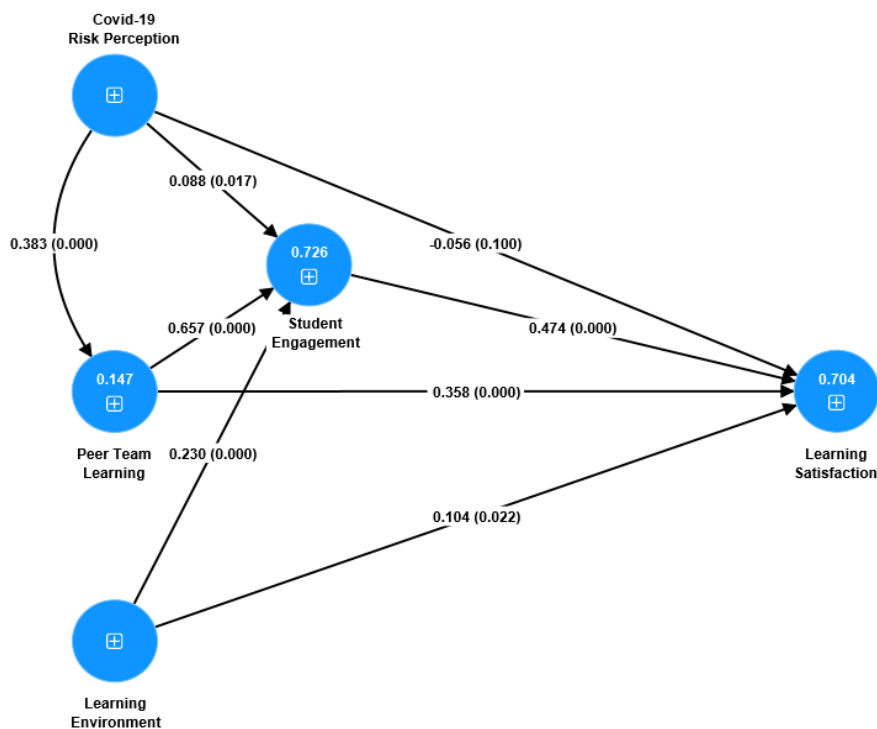 Covid-19
Risk Perception
0.088 (0.017)
0.383 (0.000)
-0.056 (0.100)
0.726
Student
Engagement
0.657 (0.000)
0.474 (0.000)
0.147
0.358 (0.000)
0.704
Peer Team
Learning
Learning
Satisfaction
0.230 (0.000)
0.104 (0.022)
Learning
Environment